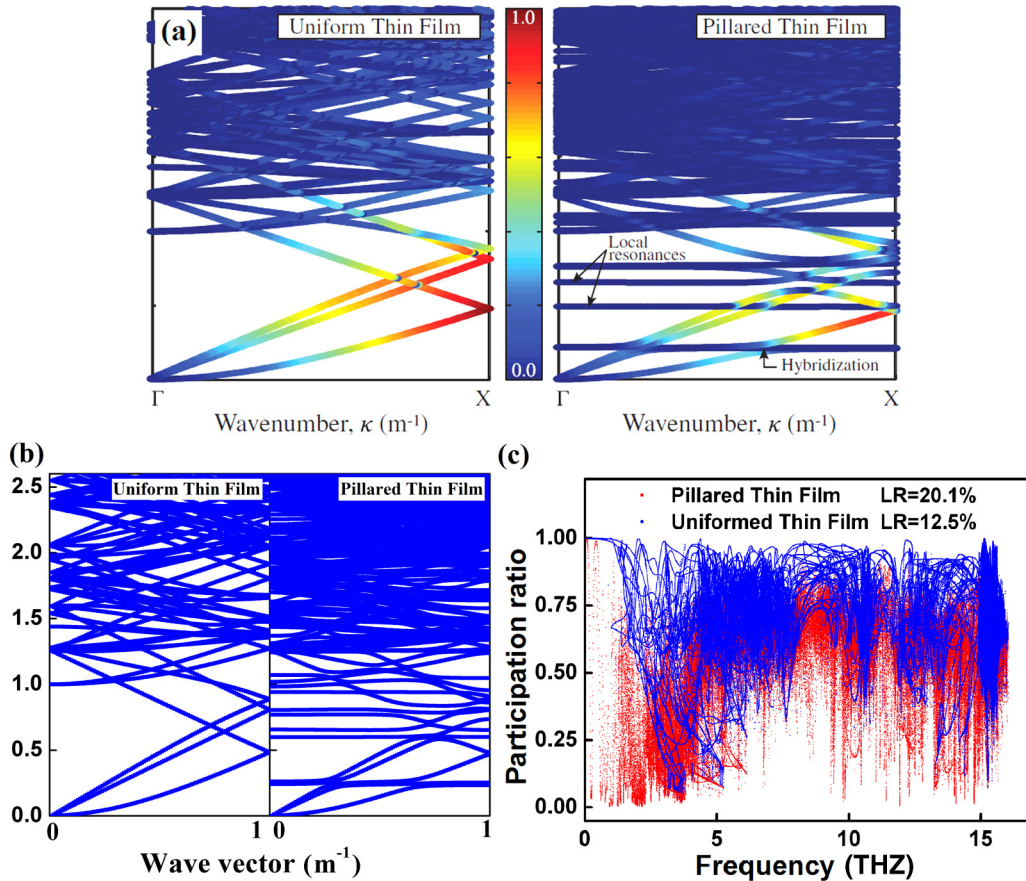 (a)
Uniform Thin Film
1.0
0.0
Pillared Thin Film
Local
resonances
Hybridization
Γ
X
Γ
X
Wavenumber, κ (m-1)
Wavenumber, κ (m-1)
(b)
Uniform Thin Film
Pillared Thin Film
2.5
2.0
1.5
1.0
0.5
0.0
0
1
0
1
Wave vector (m-1)
(c)
Pillared Thin Film LR=20.1%
Uniformed Thin Film LR=12.5%
Participation ratio
1.00
0.75
0.50
0.25
0.00
0
5
10
15
Frequency (THZ)